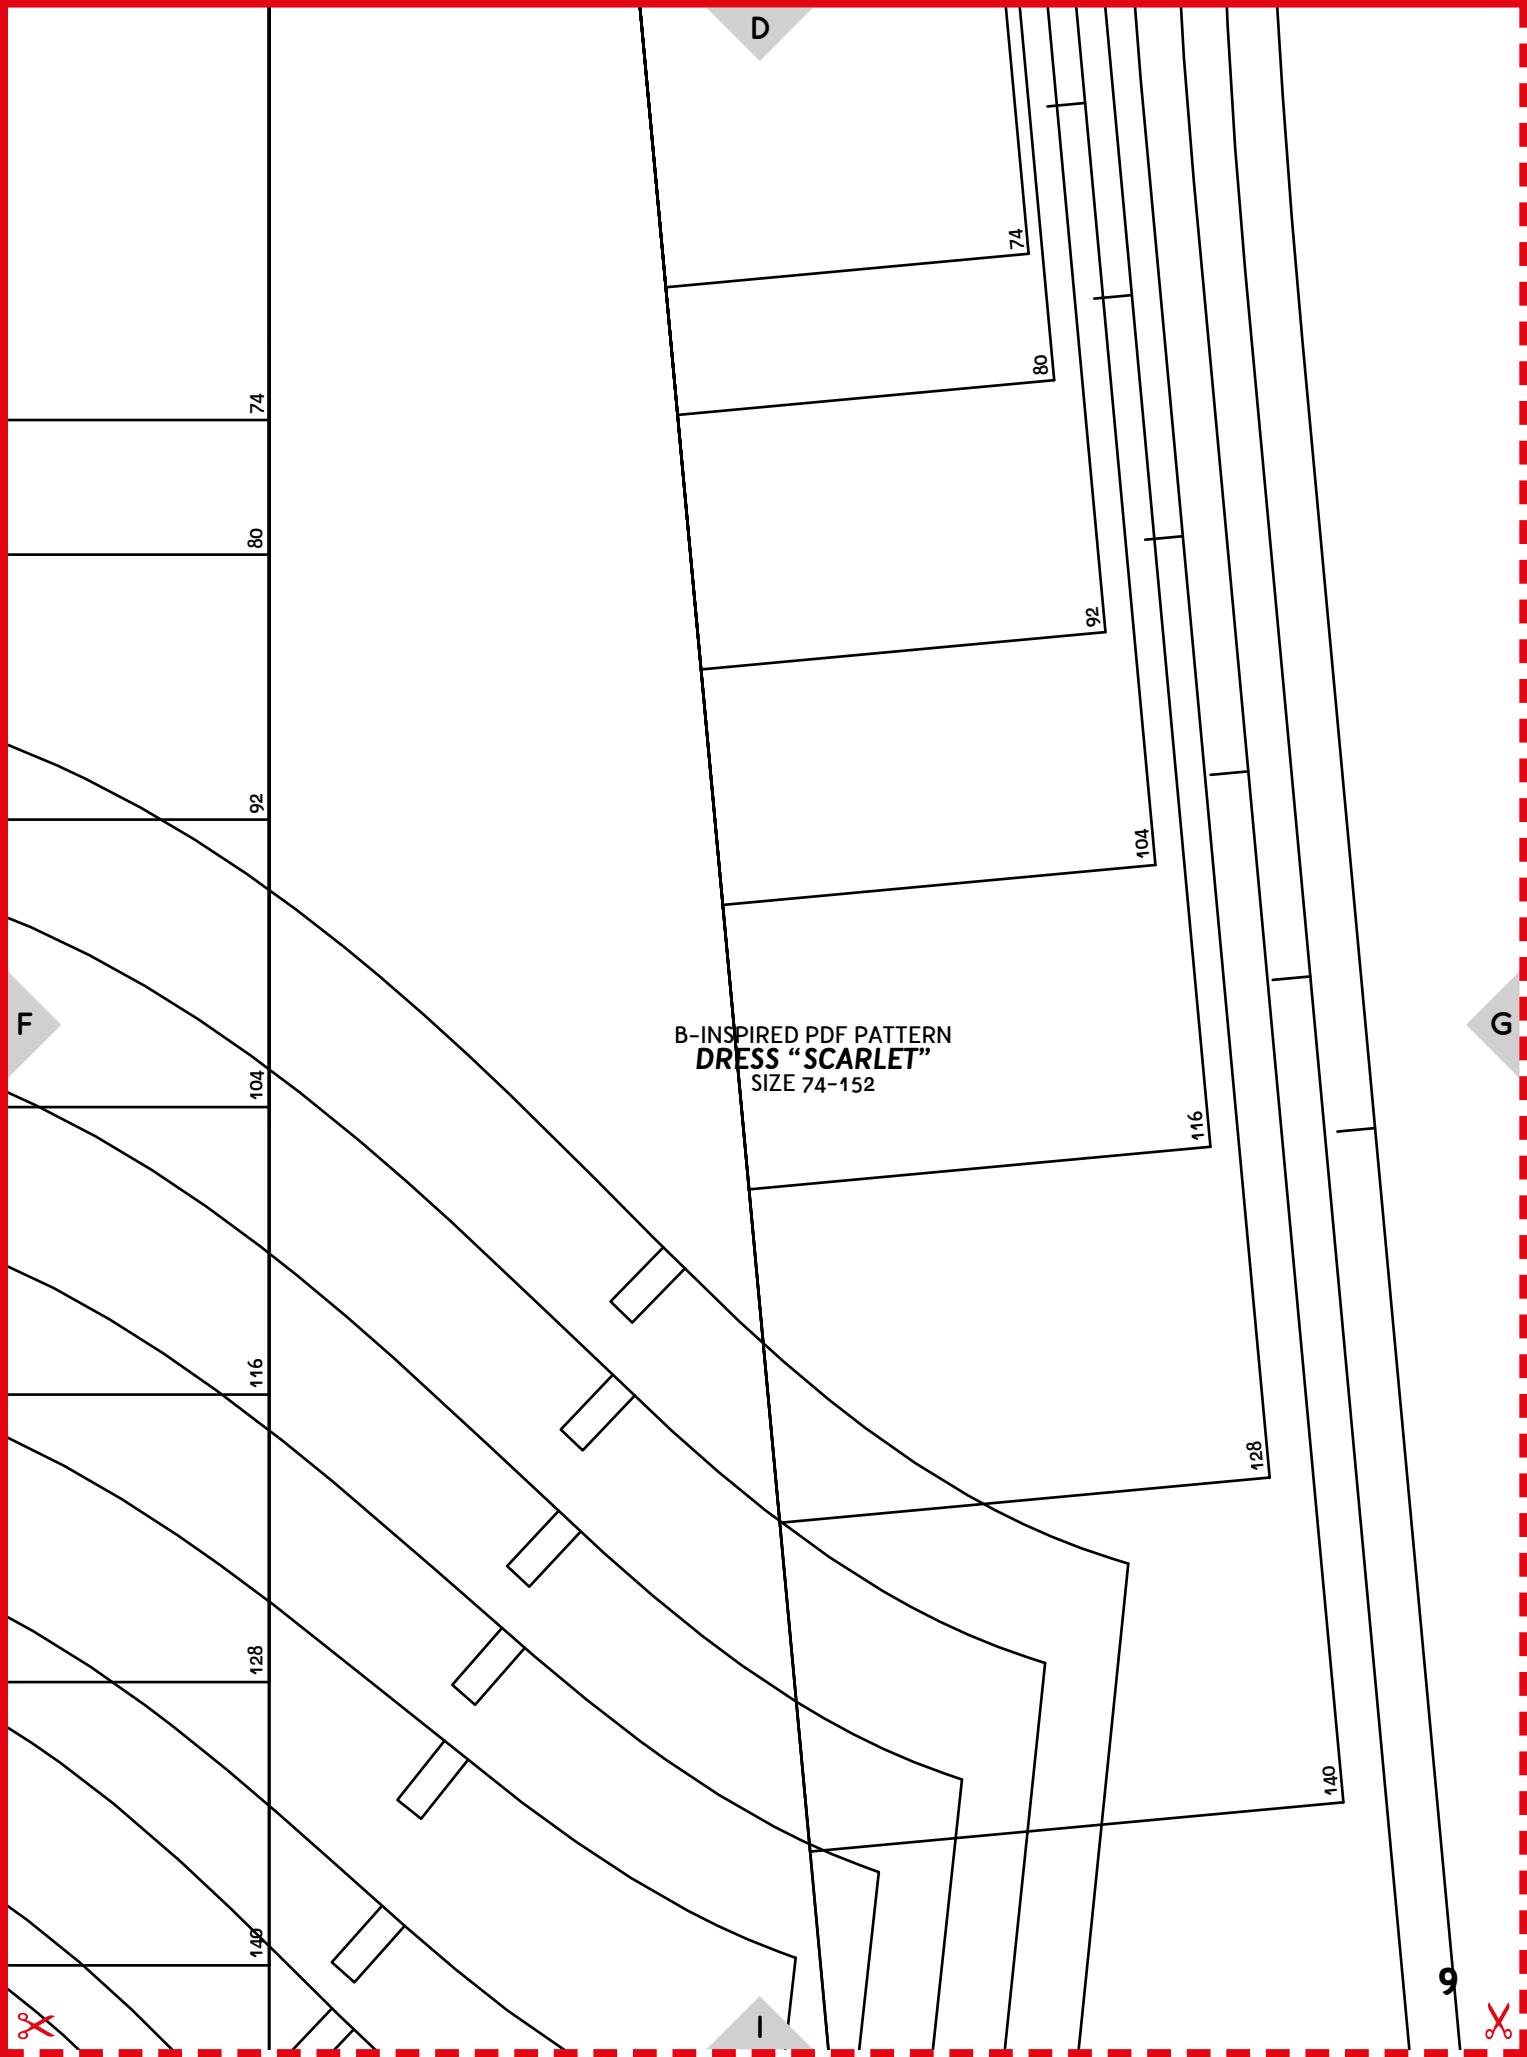 D
74
80
74
92
80
104
92
F
G
B-INSPIRED PDF PATTERN
DRESS “SCARLET”
SIZE 74-152
104
116
116
128
128
140
140
9
I